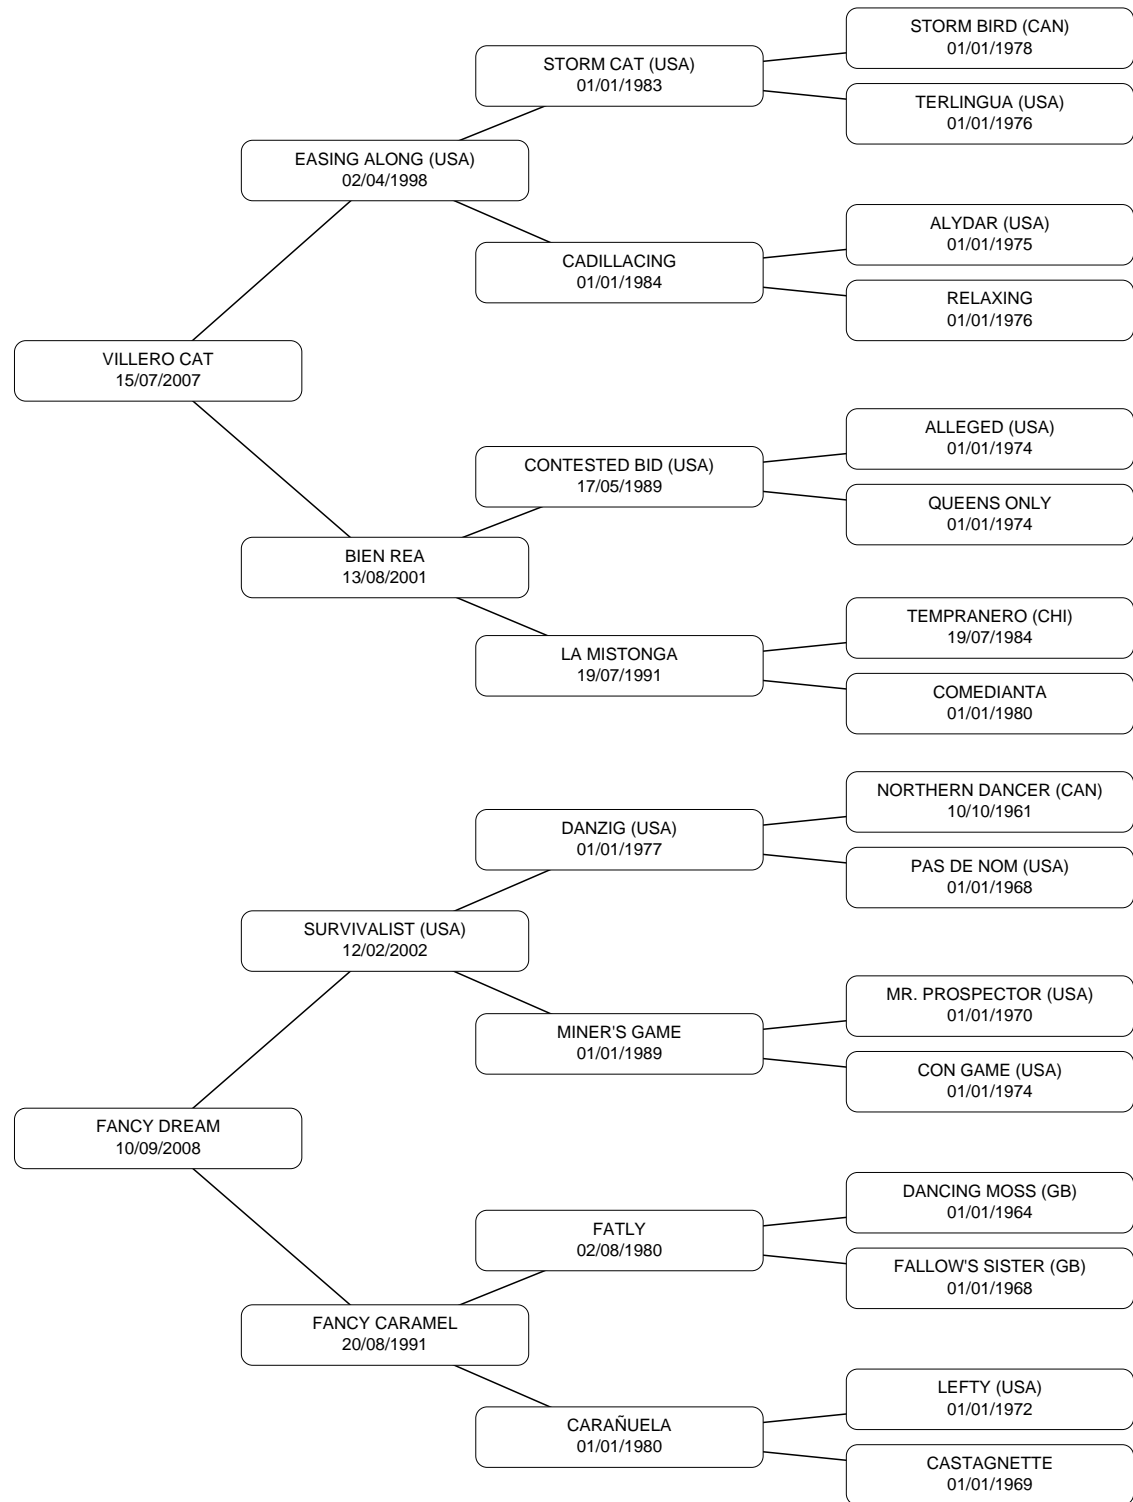 STORM BIRD (CAN)
01/01/1978
STORM CAT (USA)
01/01/1983
TERLINGUA (USA)
01/01/1976
EASING ALONG (USA)
02/04/1998
ALYDAR (USA)
01/01/1975
CADILLACING
01/01/1984
RELAXING
01/01/1976
VILLERO CAT
15/07/2007
ALLEGED (USA)
01/01/1974
CONTESTED BID (USA)
17/05/1989
QUEENS ONLY
01/01/1974
BIEN REA
13/08/2001
TEMPRANERO (CHI)
19/07/1984
LA MISTONGA
19/07/1991
COMEDIANTA
01/01/1980
NORTHERN DANCER (CAN)
10/10/1961
DANZIG (USA)
01/01/1977
PAS DE NOM (USA)
01/01/1968
SURVIVALIST (USA)
12/02/2002
MR. PROSPECTOR (USA)
01/01/1970
MINER'S GAME
01/01/1989
CON GAME (USA)
01/01/1974
FANCY DREAM
10/09/2008
DANCING MOSS (GB)
01/01/1964
FATLY
02/08/1980
FALLOW'S SISTER (GB)
01/01/1968
FANCY CARAMEL
20/08/1991
LEFTY (USA)
01/01/1972
CARAÑUELA
01/01/1980
CASTAGNETTE
01/01/1969